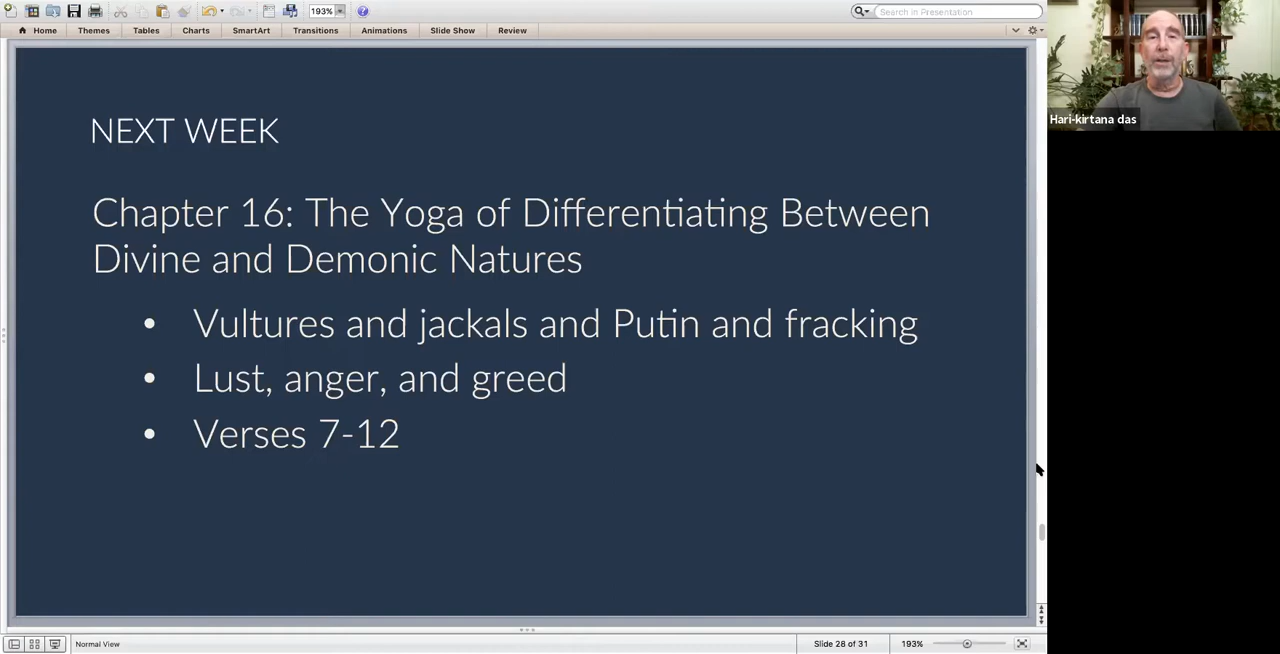 193%
Search in Presentation
Home Themes Tables Charts SmartArt Transitions Animations Slide Show Review
Hari-kirtana das
NEXT WEEK
Chapter 16: The Yoga of Differentiating Between
Divine and Demonic Natures
• Vultures and jackals and Putin and fracking
• Lust, anger, and greed
• Verses 7-12
Normal View Slide 28 of 31 193%